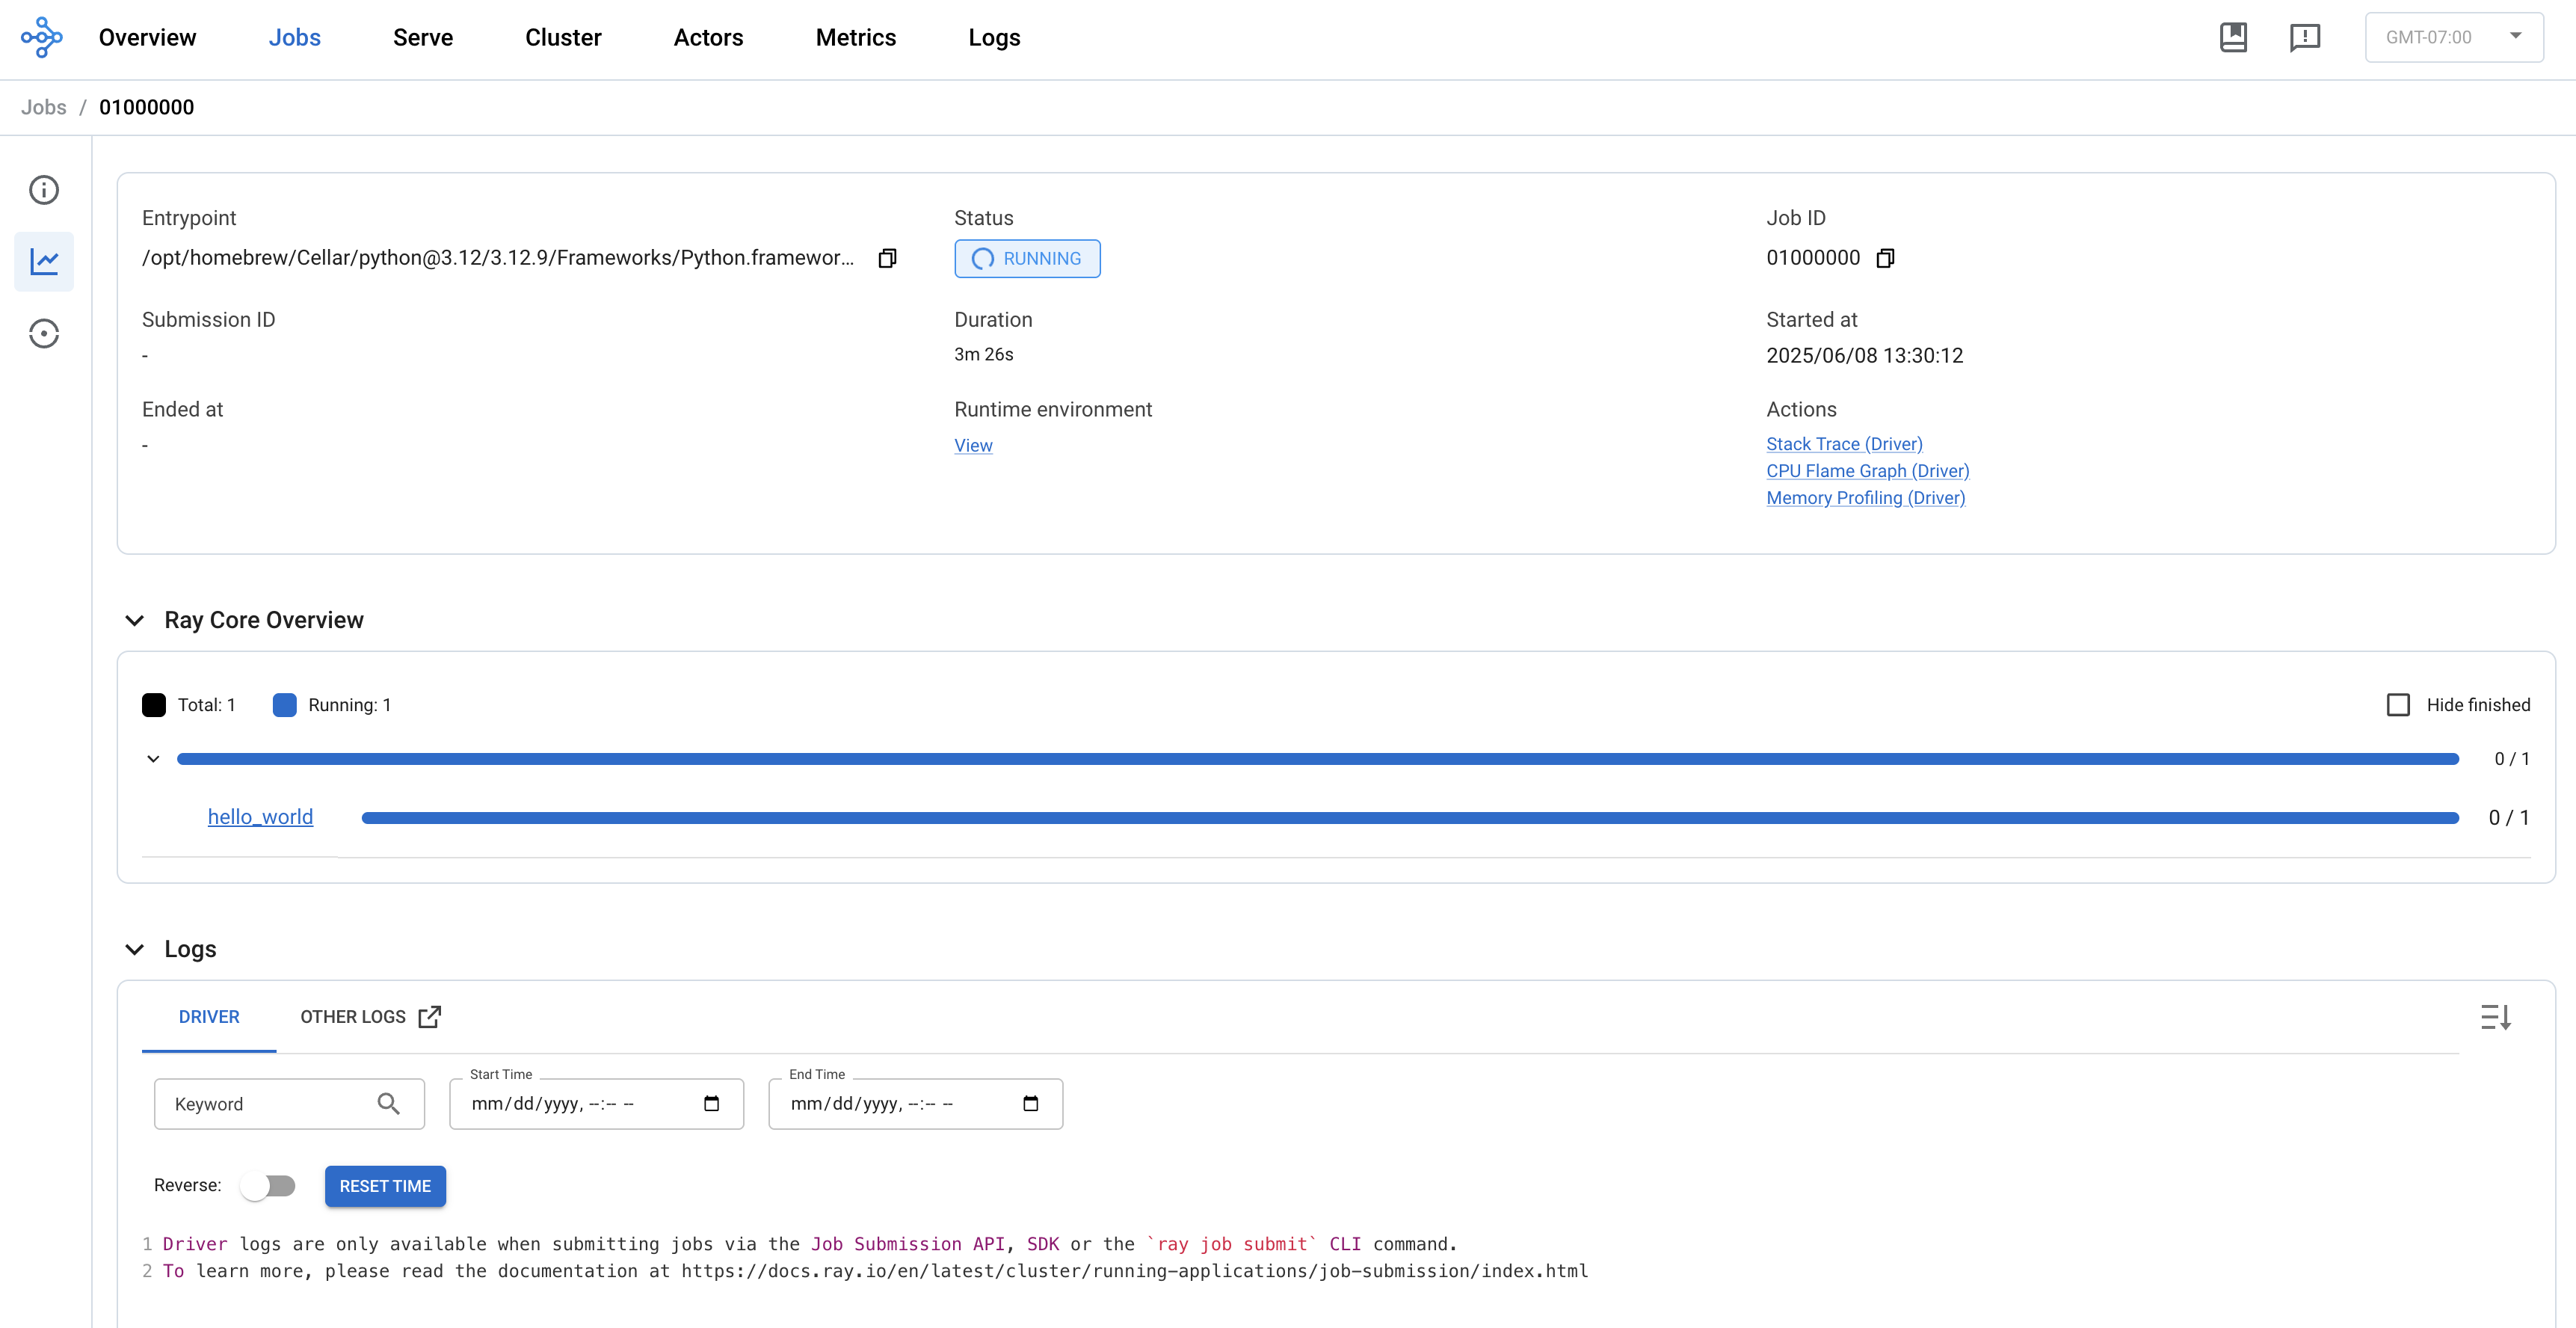 Overview Jobs Serve Cluster Actors Metrics Logs GMT-07:00
Jobs / 01000000
Entrypoint Status Job ID
/opt/homebrew/Cellar/python@3.12/3.12.9/Frameworks/Python.framewor... RUNNING 01000000
Submission ID Duration Started at
- 3m 26s 2025/06/08 13:30:12
Ended at Runtime environment Actions
- View Stack Trace (Driver)
CPU Flame Graph (Driver)
Memory Profiling (Driver)
Ray Core Overview
Total: 1 Running: 1 Hide finished
0 / 1
hello_world 0 / 1
Logs
DRIVER OTHER LOGS
Start Time End Time
Keyword mm/dd/yyyy, --:-- -- mm/dd/yyyy, --:-- --
Reverse: RESET TIME
1 Driver logs are only available when submitting jobs via the Job Submission API, SDK or the `ray job submit` CLI command.
2 To learn more, please read the documentation at https://docs.ray.io/en/latest/cluster/running-applications/job-submission/index.html